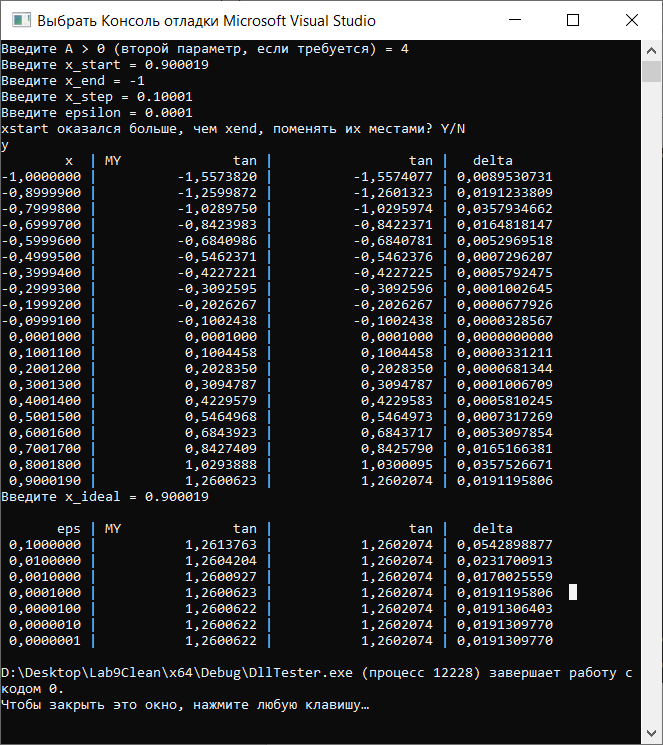 Выбрать Консоль отладки Microsoft Visual Studio
Введите A > 0 (второй параметр, если требуется) = 4
Введите x_start = 0.900019
Введите x_end = -1
Введите x_step = 0.10001
Введите epsilon = 0.0001
xstart оказался больше, чем xend, поменять их местами? Y/N
y
x | MY tan | tan | delta
-1,0000000 | -1,5573820 | -1,5574077 | 0,0089530731
-0,8999900 | -1,2599872 | -1,2601323 | 0,0191233809
-0,7999800 | -1,0289750 | -1,0295974 | 0,0357934662
-0,6999700 | -0,8423983 | -0,8422371 | 0,0164818147
-0,5999600 | -0,6840986 | -0,6840781 | 0,0052969518
-0,4999500 | -0,5462371 | -0,5462376 | 0,0007296207
-0,3999400 | -0,4227221 | -0,4227225 | 0,0005792475
-0,2999300 | -0,3092595 | -0,3092596 | 0,0001002645
-0,1999200 | -0,2026267 | -0,2026267 | 0,0000677926
-0,0999100 | -0,1002438 | -0,1002438 | 0,0000328567
0,0001000 | 0,0001000 | 0,0001000 | 0,0000000000
0,1001100 | 0,1004458 | 0,1004458 | 0,0000331211
0,2001200 | 0,2028350 | 0,2028350 | 0,0000681344
0,3001300 | 0,3094787 | 0,3094787 | 0,0001006709
0,4001400 | 0,4229579 | 0,4229583 | 0,0005810245
0,5001500 | 0,5464968 | 0,5464973 | 0,0007317269
0,6001600 | 0,6843923 | 0,6843717 | 0,0053097854
0,7001700 | 0,8427409 | 0,8425790 | 0,0165166381
0,8001800 | 1,0293888 | 1,0300095 | 0,0357526671
0,9000190 | 1,2600623 | 1,2602074 | 0,0191195806
Введите x_ideal = 0.900019
eps | MY tan | tan | delta
0,1000000 | 1,2613763 | 1,2602074 | 0,0542898877
0,0100000 | 1,2604204 | 1,2602074 | 0,0231700913
0,0010000 | 1,2600927 | 1,2602074 | 0,0170025559
0,0001000 | 1,2600623 | 1,2602074 | 0,0191195806
0,0000100 | 1,2600622 | 1,2602074 | 0,0191306403
0,0000010 | 1,2600622 | 1,2602074 | 0,0191309770
0,0000001 | 1,2600622 | 1,2602074 | 0,0191309770
D:\Desktop\Lab9Clean\x64\Debug\DllTester.exe (процесс 12228) завершает работу с
кодом 0.
Чтобы закрыть это окно, нажмите любую клавишу…